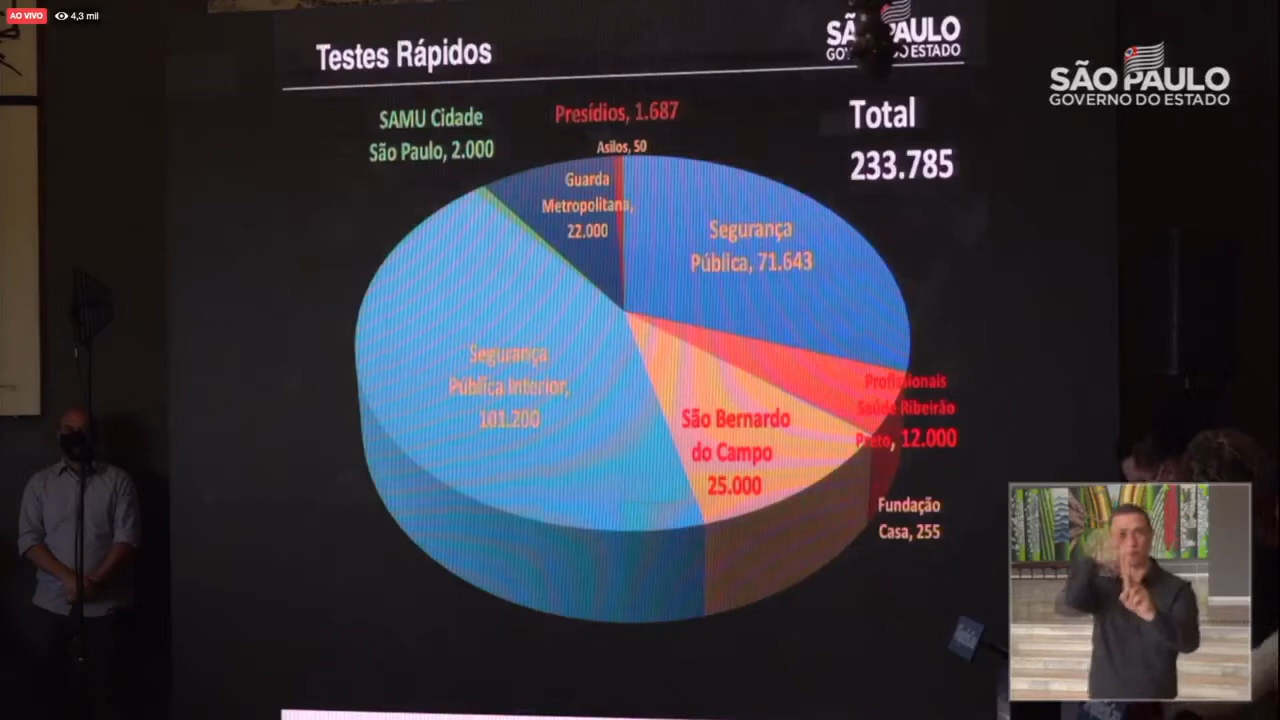 AO VIVO
4,3 mil
Testes Rápidos
SÃO PAULO
GOVERNO DO ESTADO
SÃO PAULO
GOVERNO DO ESTADO
SAMU Cidade
São Paulo, 2.000
Presídios, 1.687
Asilos, 50
Total
233.785
Guarda
Metropolitana,
22.000
Segurança
Pública, 71.643
Segurança
Pública Interior,
101.200
São Bernardo
do Campo
25.000
Profissionais
Saúde Ribeirão
Preto, 12.000
Fundação
Casa, 255